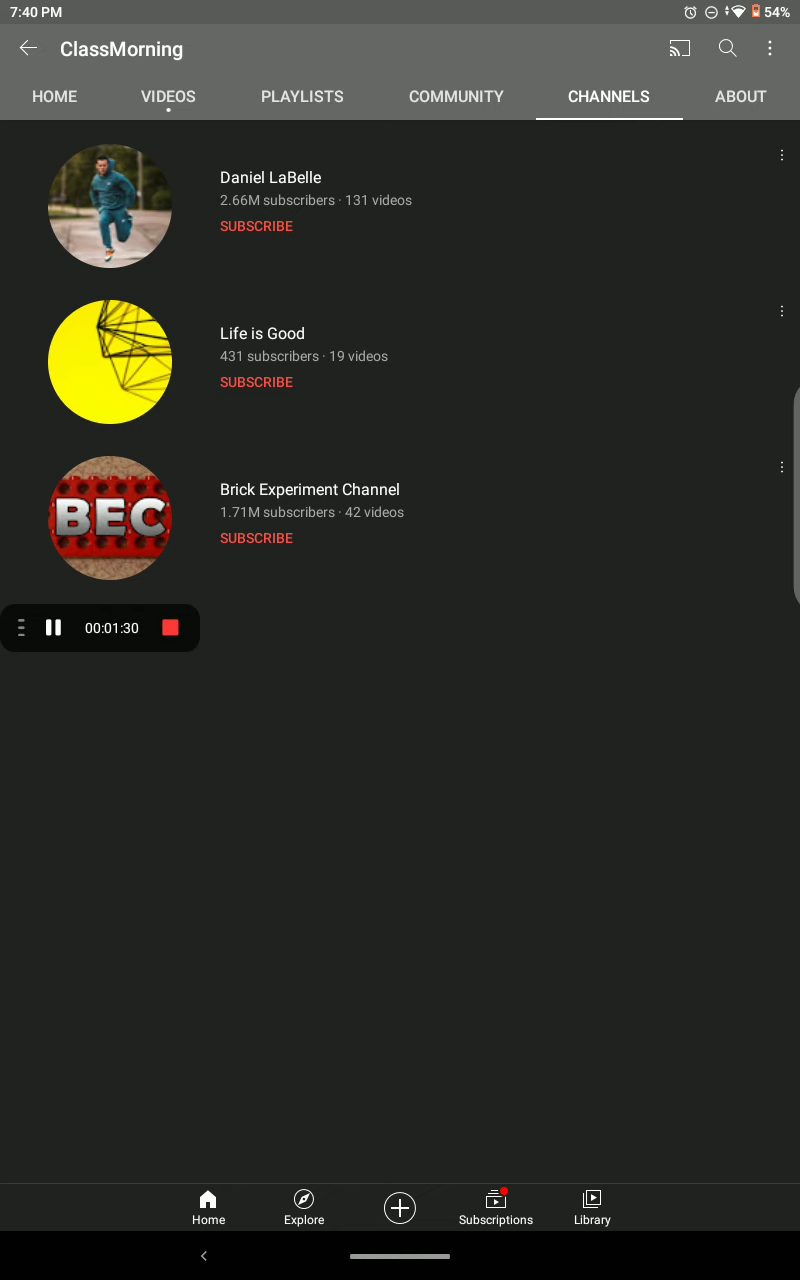 7:40 PM 54%
ClassMorning
HOME VIDEOS PLAYLISTS COMMUNITY CHANNELS ABOUT
Daniel LaBelle
2.66M subscribers · 131 videos
SUBSCRIBE
Life is Good
431 subscribers · 19 videos
SUBSCRIBE
BEC
Brick Experiment Channel
1.71M subscribers · 42 videos
SUBSCRIBE
00:01:30
Home Explore Subscriptions Library